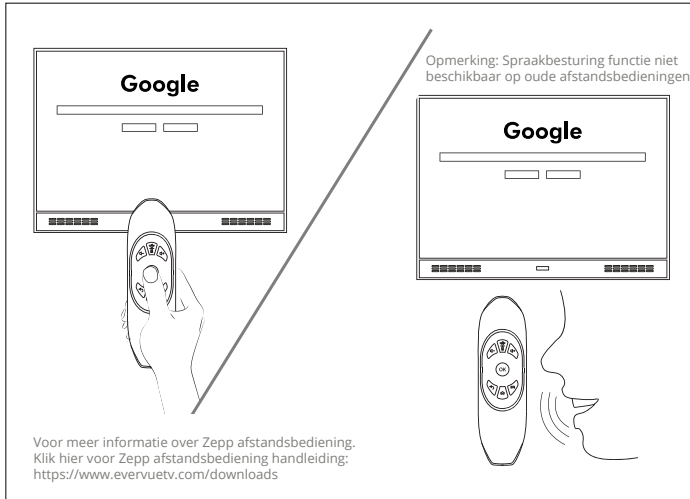 Google
Opmerking: Spraakbesturing functie niet
beschikbaar op oude afstandsbedieningen
Google
OK
Voor meer informatie over Zepp afstandsbediening.
Klik hier voor Zepp afstandsbediening handleiding:
https://www.evervuetv.com/downloads